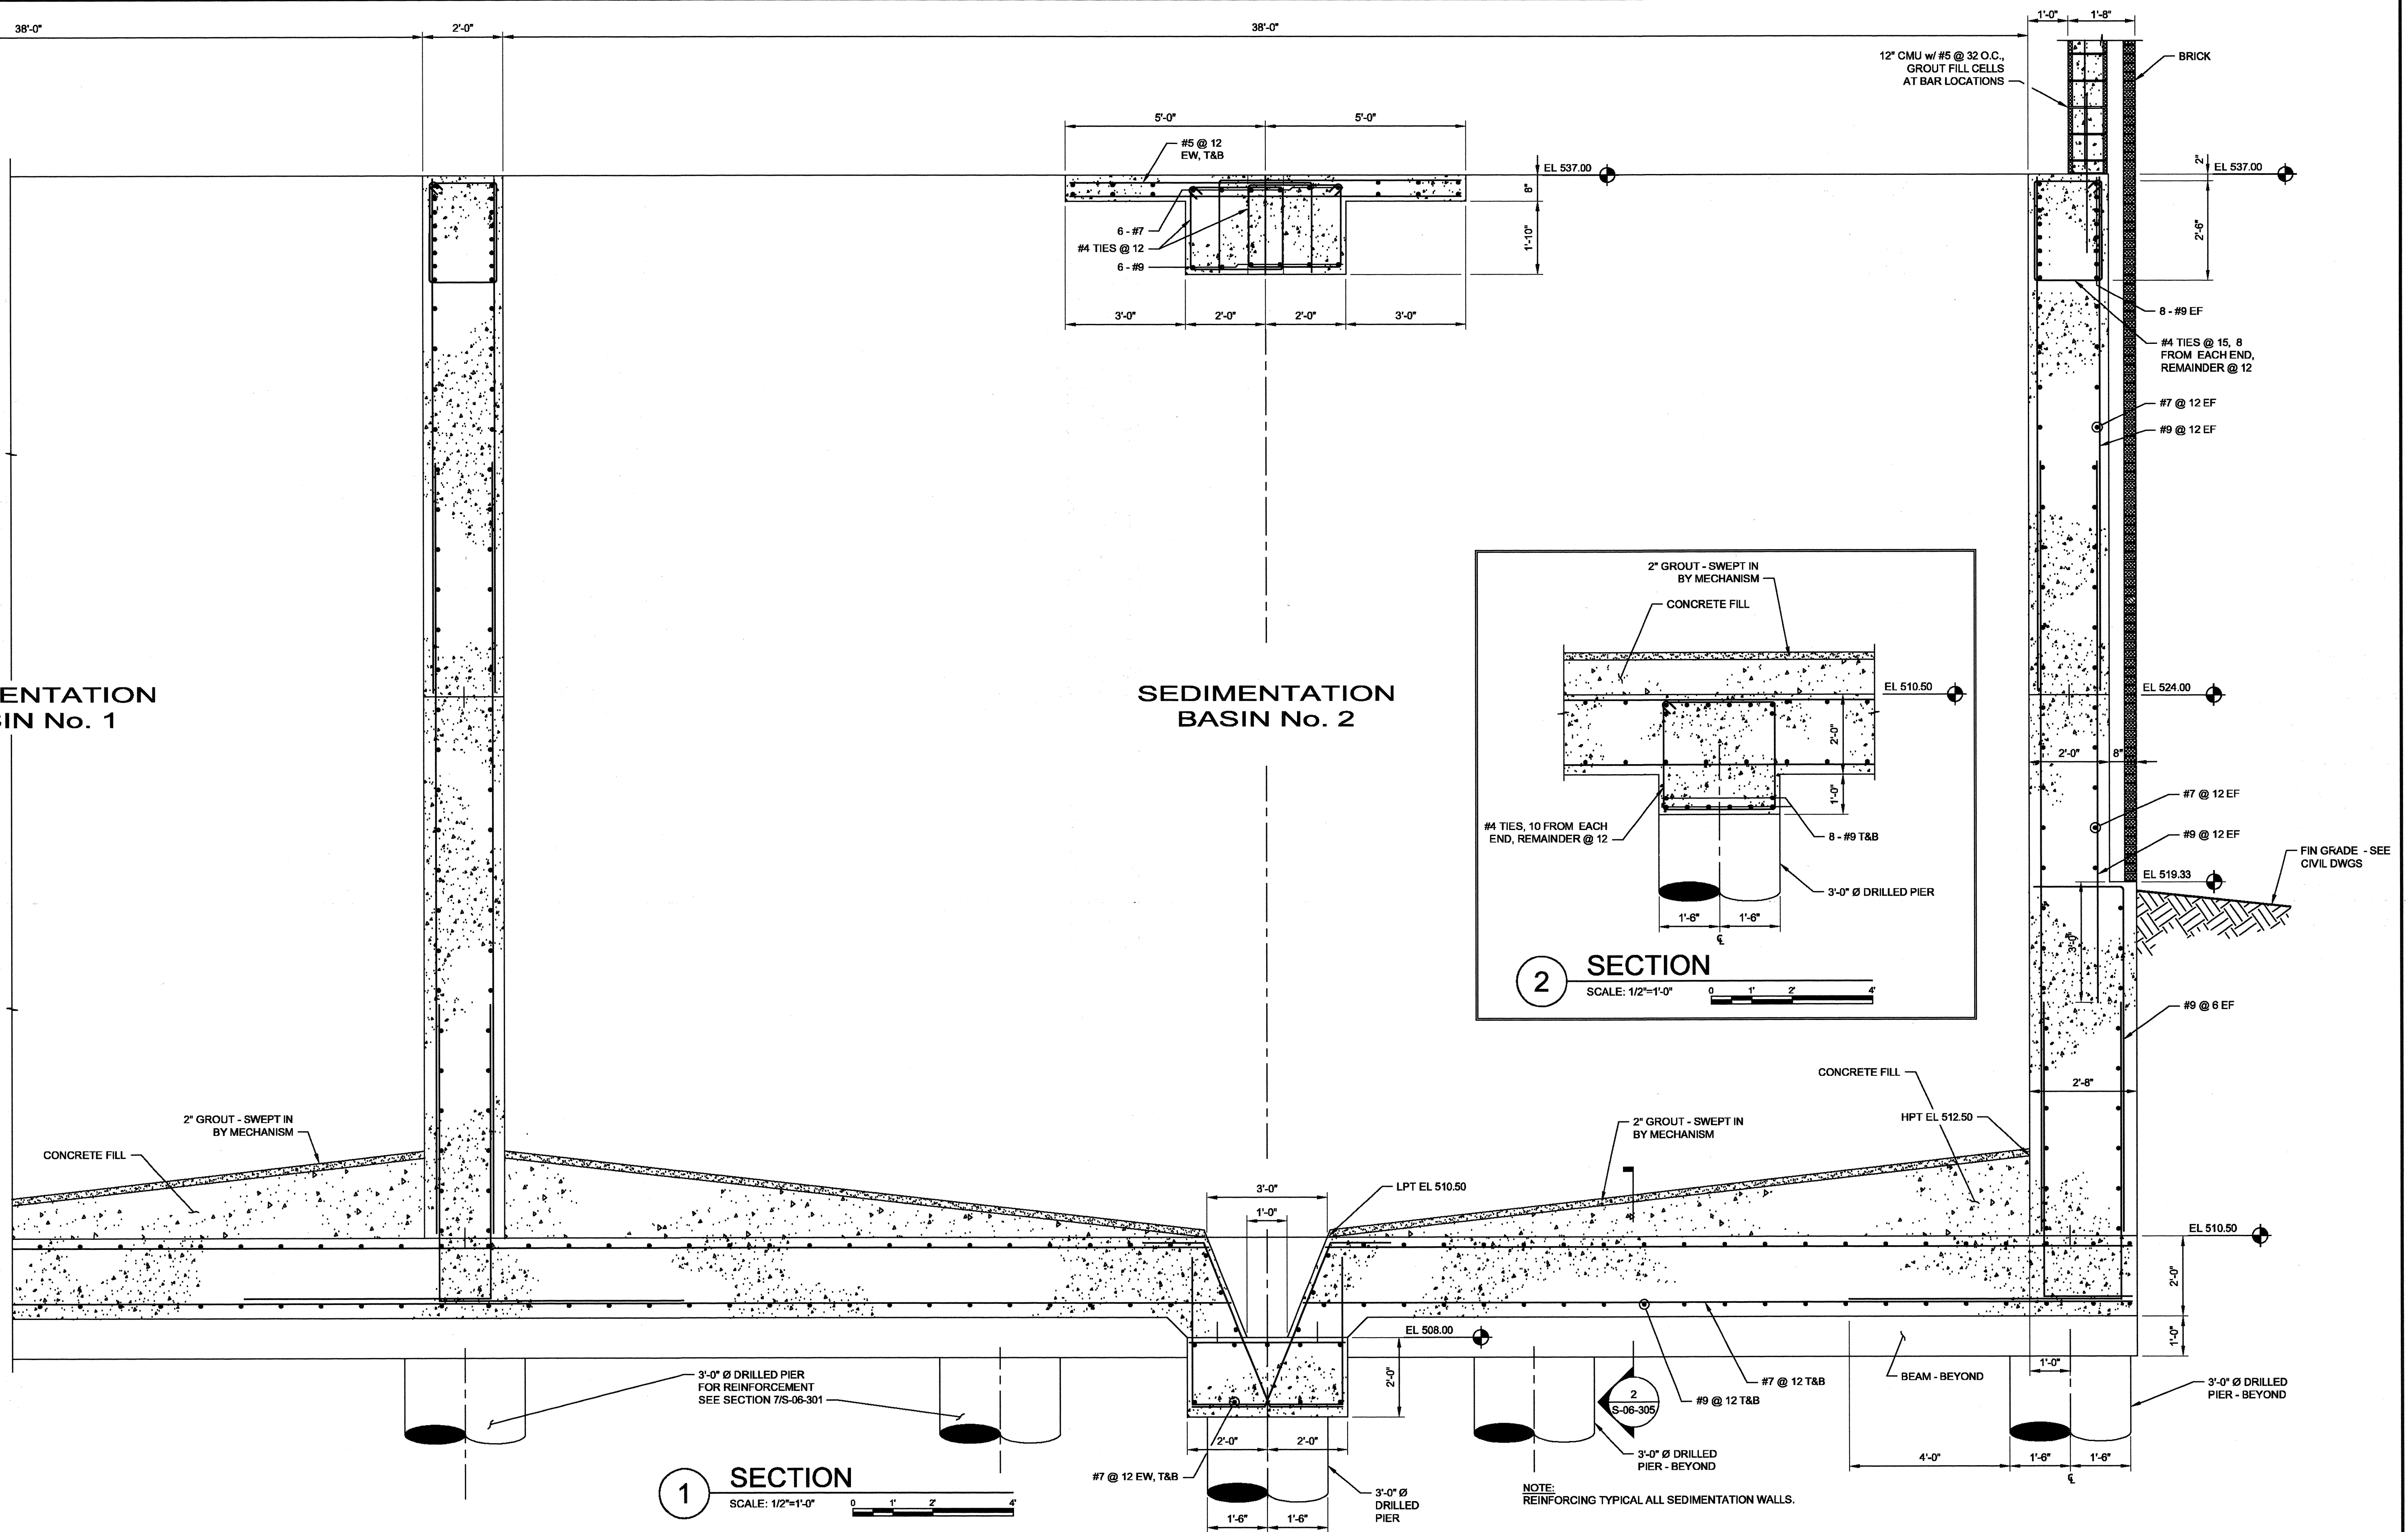 38'-0"
2'-0"
38'-0"
1'-0"
1'-8"
12" CMU w/ #5 @ 32 O.C.,
GROUT FILL CELLS
AT BAR LOCATIONS
BRICK
5'-0"
5'-0"
#5 @ 12
EW, T&B
EL 537.00
2"
EL 537.00
8"
6 - #7
#4 TIES @ 12
6 - #9
1'-10"
2'-6"
3'-0"
2'-0"
2'-0"
3'-0"
8 - #9 EF
#4 TIES @ 15, 8
FROM EACH END,
REMAINDER @ 12
#7 @ 12 EF
#9 @ 12 EF
2" GROUT - SWEPT IN
BY MECHANISM
CONCRETE FILL
EL 510.50
2'-0"
1'-0"
#4 TIES, 10 FROM EACH
END, REMAINDER @ 12
8 - #9 T&B
3'-0" Ø DRILLED PIER
1'-6"
1'-6"
℄
2
SECTION
SCALE: 1/2"=1'-0"
0
1'
2'
4'
ENTATION
IN No. 1
SEDIMENTATION
BASIN No. 2
EL 524.00
2'-0"
8"
#7 @ 12 EF
#9 @ 12 EF
FIN GRADE - SEE
CIVIL DWGS
EL 519.33
3'-0"
#9 @ 6 EF
2'-8"
CONCRETE FILL
HPT EL 512.50
2" GROUT - SWEPT IN
BY MECHANISM
CONCRETE FILL
2" GROUT - SWEPT IN
BY MECHANISM
3'-0"
1'-0"
LPT EL 510.50
EL 510.50
2'-0"
1'-0"
EL 508.00
2'-0"
3'-0" Ø DRILLED PIER
FOR REINFORCEMENT
SEE SECTION 7/S-06-301
#7 @ 12 T&B
#9 @ 12 T&B
2
S-06-305
BEAM - BEYOND
1'-0"
3'-0" Ø DRILLED
PIER - BEYOND
3'-0" Ø DRILLED
PIER - BEYOND
2'-0"
2'-0"
#7 @ 12 EW, T&B
4'-0"
1'-6"
1'-6"
℄
3'-0" Ø
DRILLED
PIER
1'-6"
1'-6"
1
SECTION
SCALE: 1/2"=1'-0"
0
1'
2'
4'
NOTE:
REINFORCING TYPICAL ALL SEDIMENTATION WALLS.